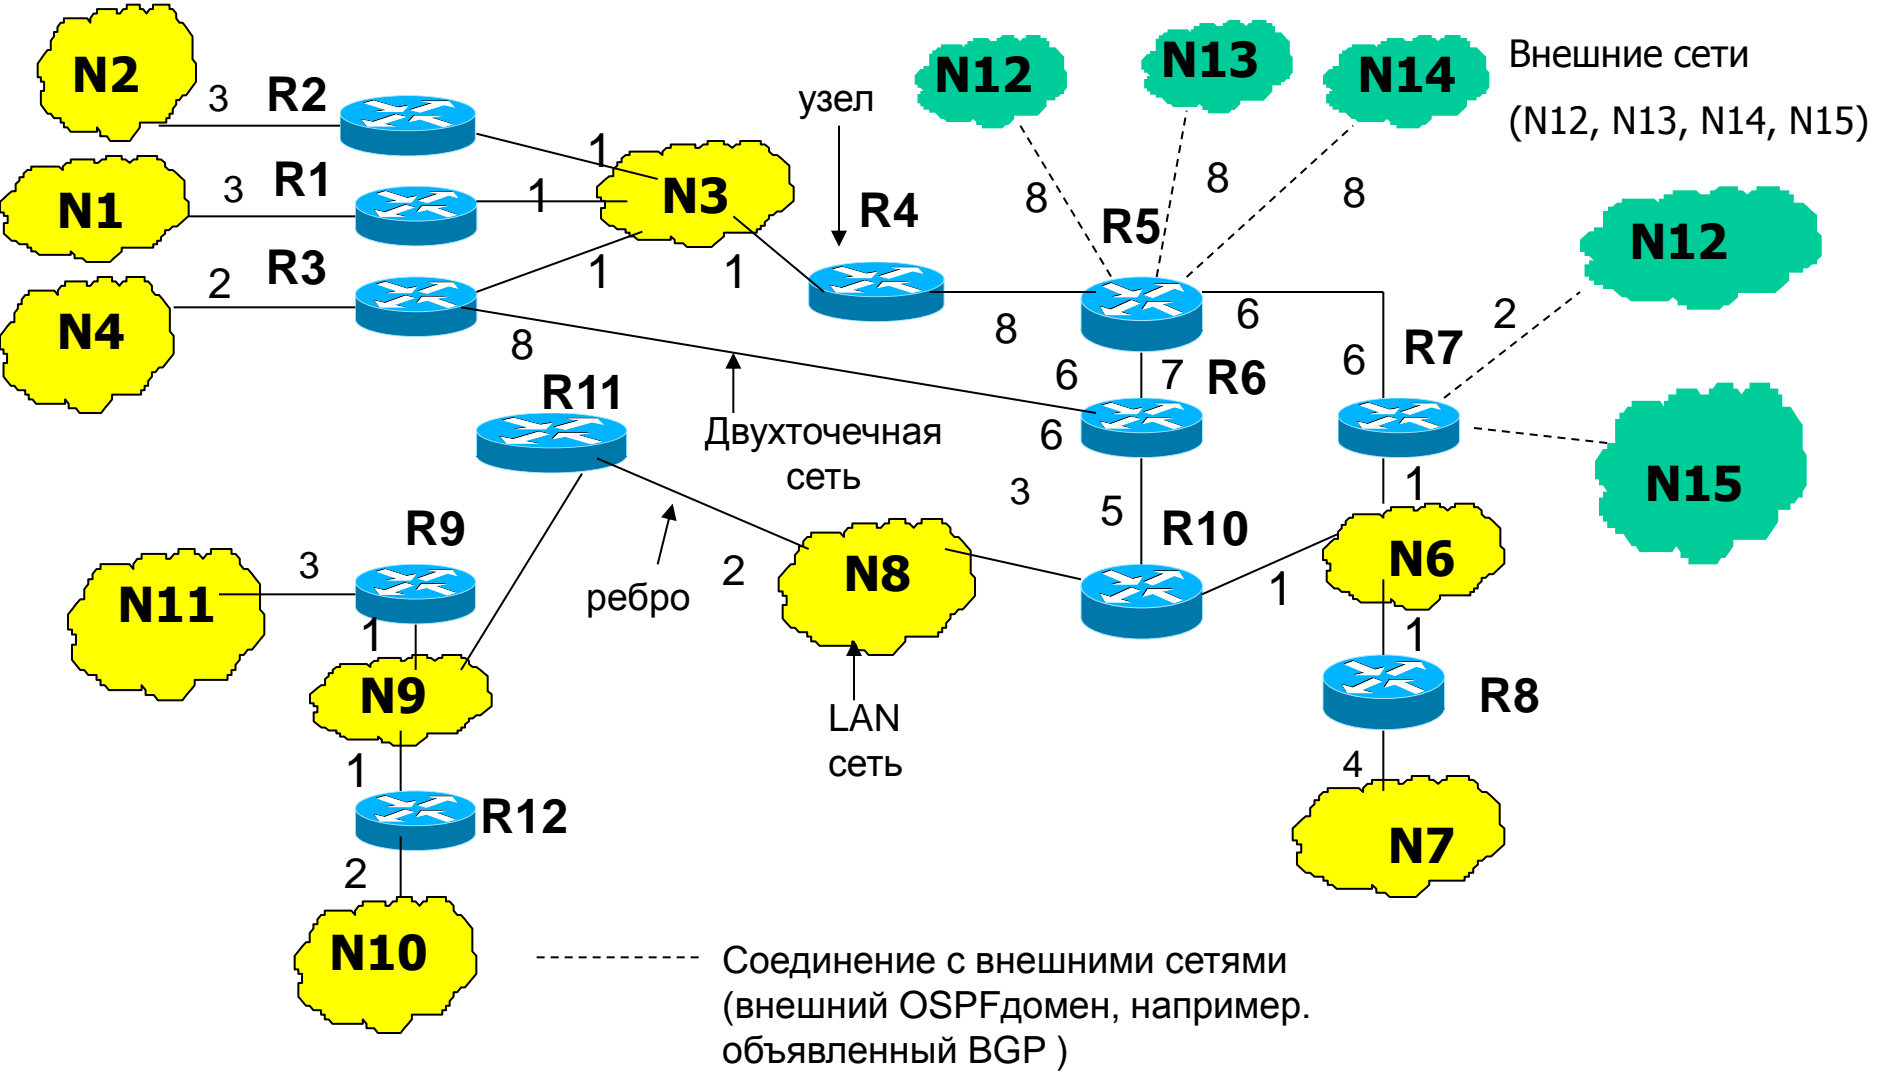 N2
3
R2
1
N1
3
R1
1
N3
N4
2
R3
1
1
8
узел
R4
8
N12
N13
N14
8
8
8
R5
Внешние сети
(N12, N13, N14, N15)
6
6
7
R6
6
R7
2
N12
N15
1
R11
Двухточечная
сеть
6
3
5
R10
1
N6
1
R8
4
N7
R9
N11
3
1
N9
1
R12
2
N10
ребро
2
N8
LAN
сеть
Соединение с внешними сетями
(внешний OSPFдомен, например.
объявленный BGP )